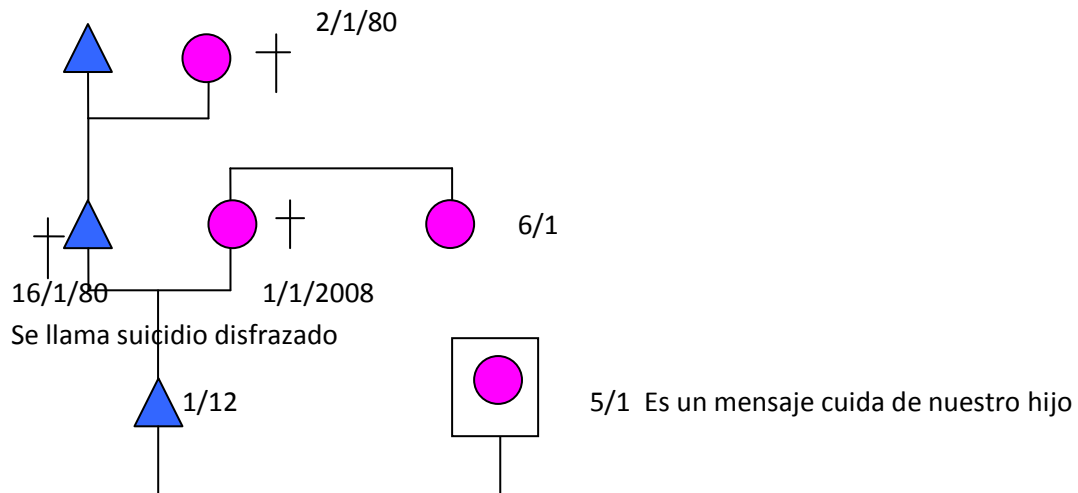 2/1/80
6/1
16/1/80
1/1/2008
Se llama suicidio disfrazado
1/12
5/1 Es un mensaje cuida de nuestro hijo